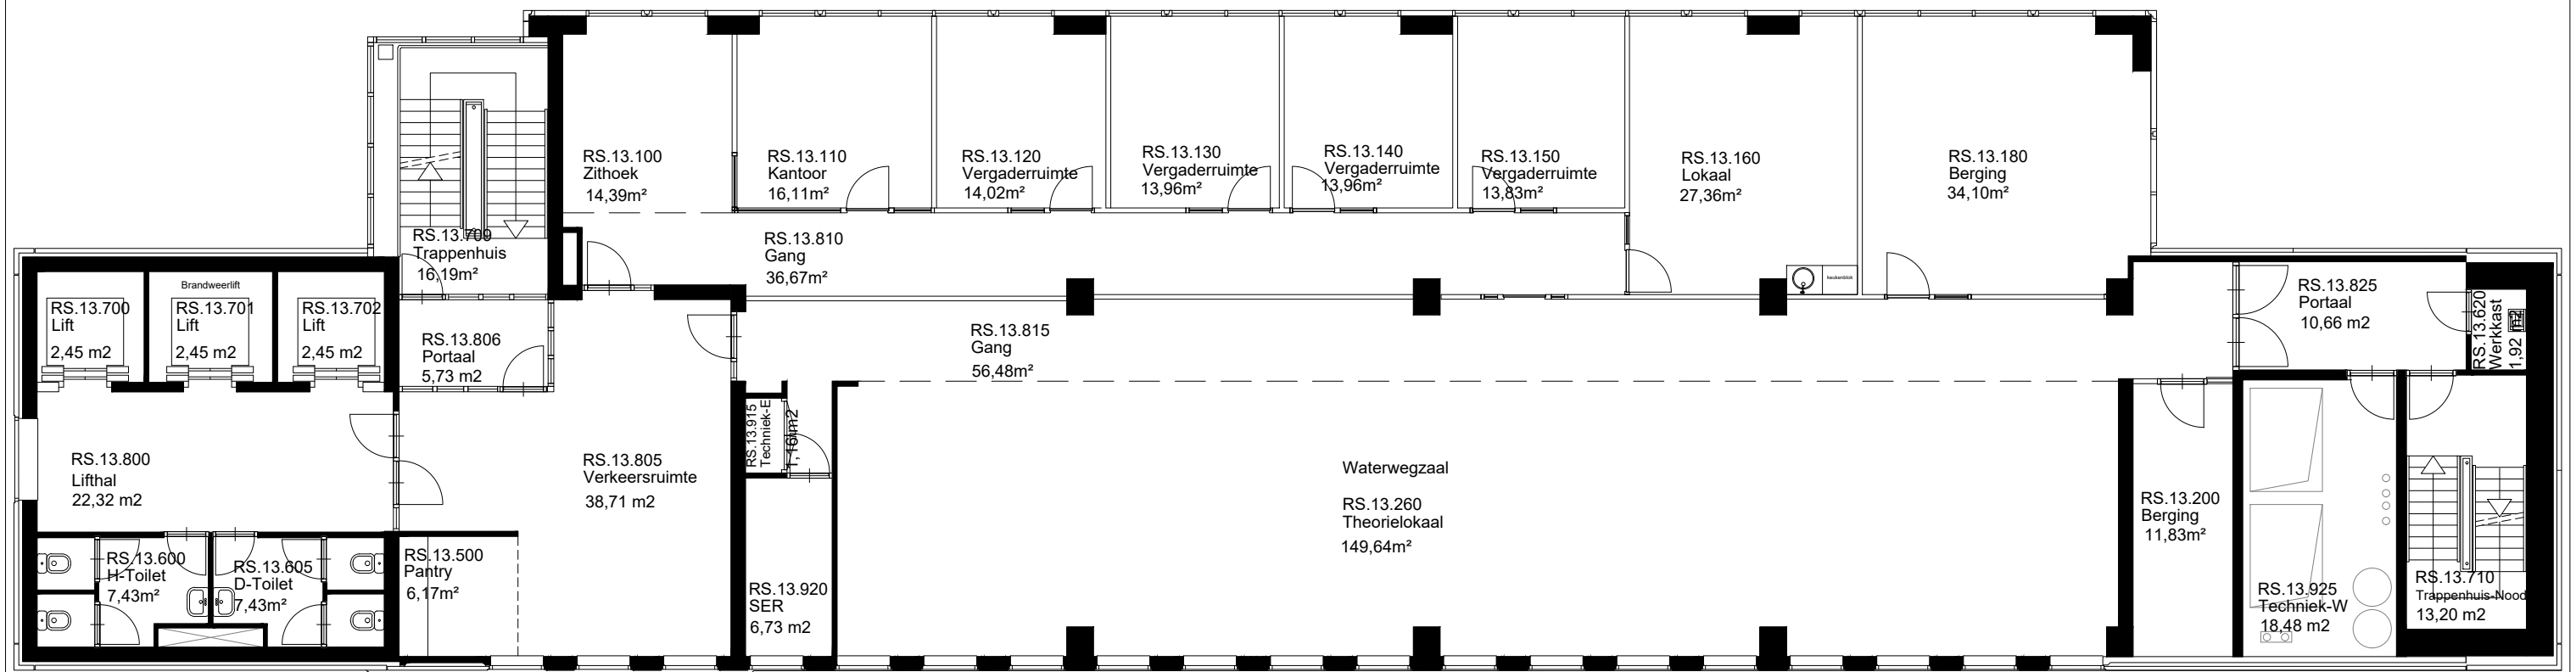 RS.13.100
Zithoek
14,39m²
RS.13.110
Kantoor
16,11m²
RS.13.120
Vergaderruimte
14,02m²
RS.13.130
Vergaderruimte
13,96m²
RS.13.140
Vergaderruimte
13,96m²
RS.13.150
Vergaderruimte
13,83m²
RS.13.160
Lokaal
27,36m²
RS.13.180
Berging
34,10m²
RS.13.709
Trappenhuis
16,19m²
RS.13.810
Gang
36,67m²
keukenblok
Brandweerlift
RS.13.700
Lift
2,45 m2
RS.13.701
Lift
2,45 m2
RS.13.702
Lift
2,45 m2
RS.13.806
Portaal
5,73 m2
RS.13.815
Gang
56,48m²
RS.13.825
Portaal
10,66 m2
RS.13.620
Werkkast
1,92 m2
RS.13.800
Lifthal
22,32 m2
RS.13.805
Verkeersruimte
38,71 m2
RS.13.915
Techniek-E
1,16 m2
Waterwegzaal
RS.13.260
Theorielokaal
149,64m²
RS.13.200
Berging
11,83m²
RS.13.600
H-Toilet
7,43m²
RS.13.605
D-Toilet
7,43m²
RS.13.500
Pantry
6,17m²
RS.13.920
SER
6,73 m2
RS.13.925
Techniek-W
18,48 m2
RS.13.710
Trappenhuis-Nood
13,20 m2